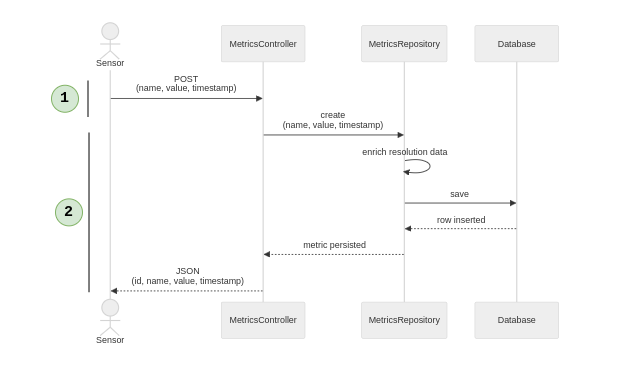 MetricsController
MetricsRepository
Database
Sensor
POST
(name, value, timestamp)
1
create
(name, value, timestamp)
enrich resolution data
save
2
row inserted
metric persisted
JSON
(id, name, value, timestamp)
MetricsController
MetricsRepository
Database
Sensor